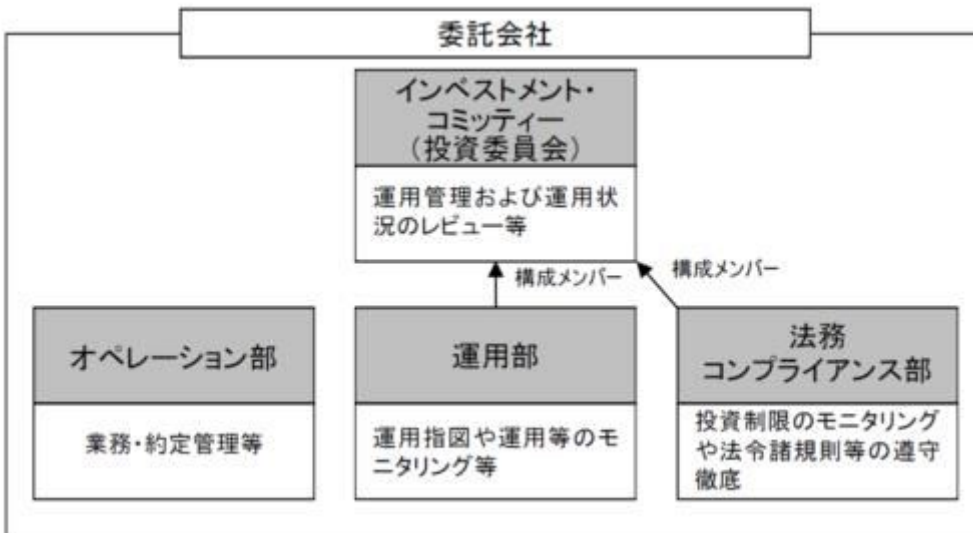 委託会社
インベストメント・
コミッティー
（投資委員会）
運用管理および運用状
況のレビュー等
構成メンバー
構成メンバー
オペレーション部
業務・約定管理等
運用部
運用指図や運用等のモ
ニタリング等
法務
コンプライアンス部
投資制限のモニタリング
や法令諸規則等の遵守
徹底